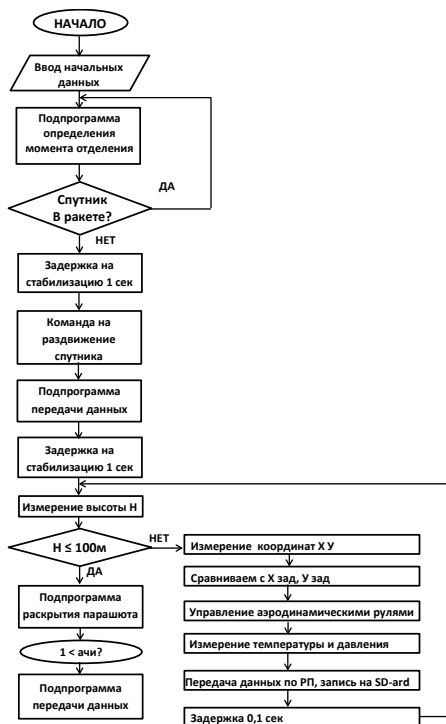 НАЧАЛО
Ввод начальных
данных
Подпрограмма
определения
момента отделения
ДА
Спутник
В ракете?
НЕТ
Задержка на
стабилизацию 1 сек
Команда на
раздвижение
спутника
Подпрограмма
передачи данных
Задержка на
стабилизацию 1 сек
Измерение высоты Н
Н ≤ 100м
НЕТ
ДА
Подпрограмма
раскрытия парашюта
1 < ачи?
Подпрограмма
передачи данных
Измерение координат Х У
Сравниваем с Х зад, У зад
Управление аэродинамическими рулями
Измерение температуры и давления
Передача данных по РП, запись на SD-ard
Задержка 0,1 сек